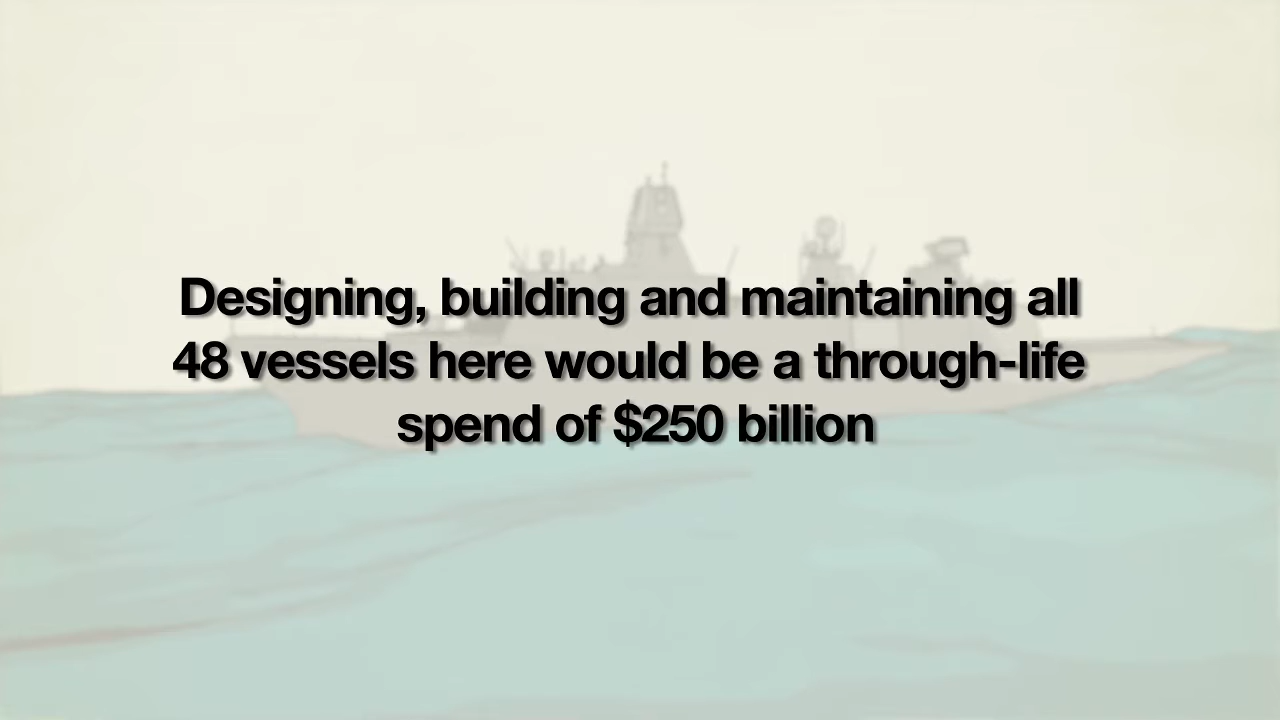 Designing, building and maintaining all
48 vessels here would be a through-life
spend of $250 billion